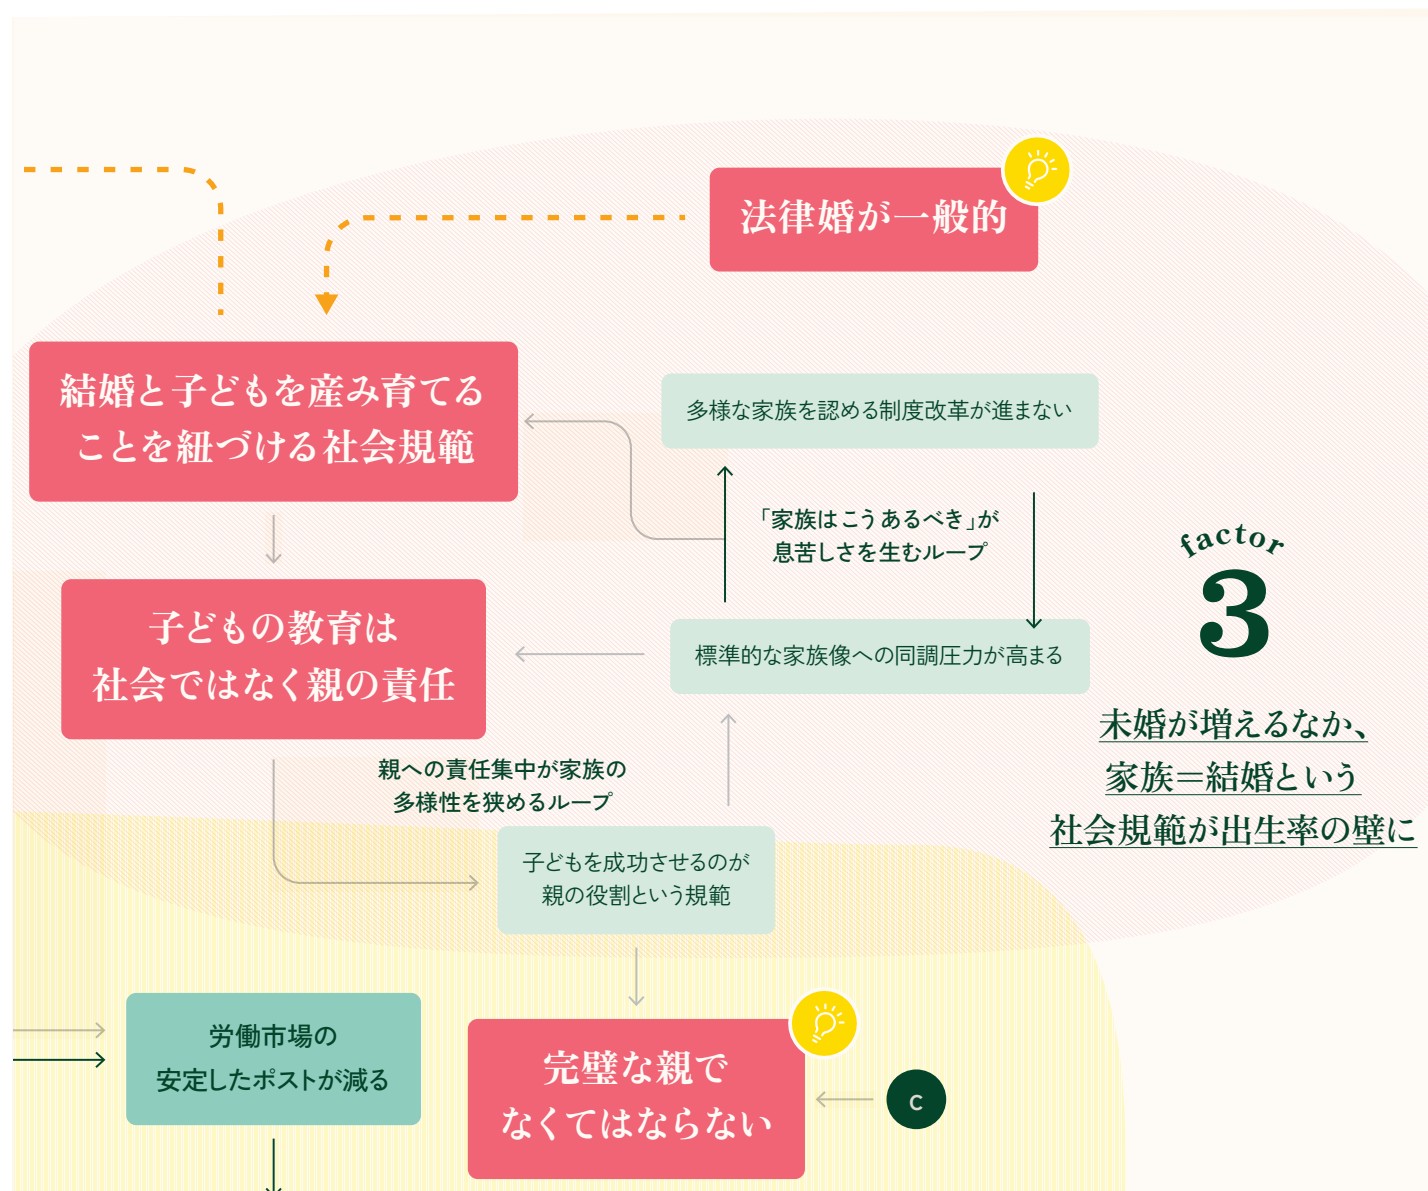 法律婚が一般的
結婚と子どもを産み育てる
ことを紐づける社会規範
多様な家族を認める制度改革が進まない
「家族はこうあるべき」が
息苦しさを生むループ
factor
3
子どもの教育は
社会ではなく親の責任
標準的な家族像への同調圧力が高まる
未婚が増えるなか、
家族=結婚という
社会規範が出生率の壁に
親への責任集中が家族の
多様性を狭めるループ
子どもを成功させるのが
親の役割という規範
労働市場の
安定したポストが減る
完璧な親で
なくてはならない
c